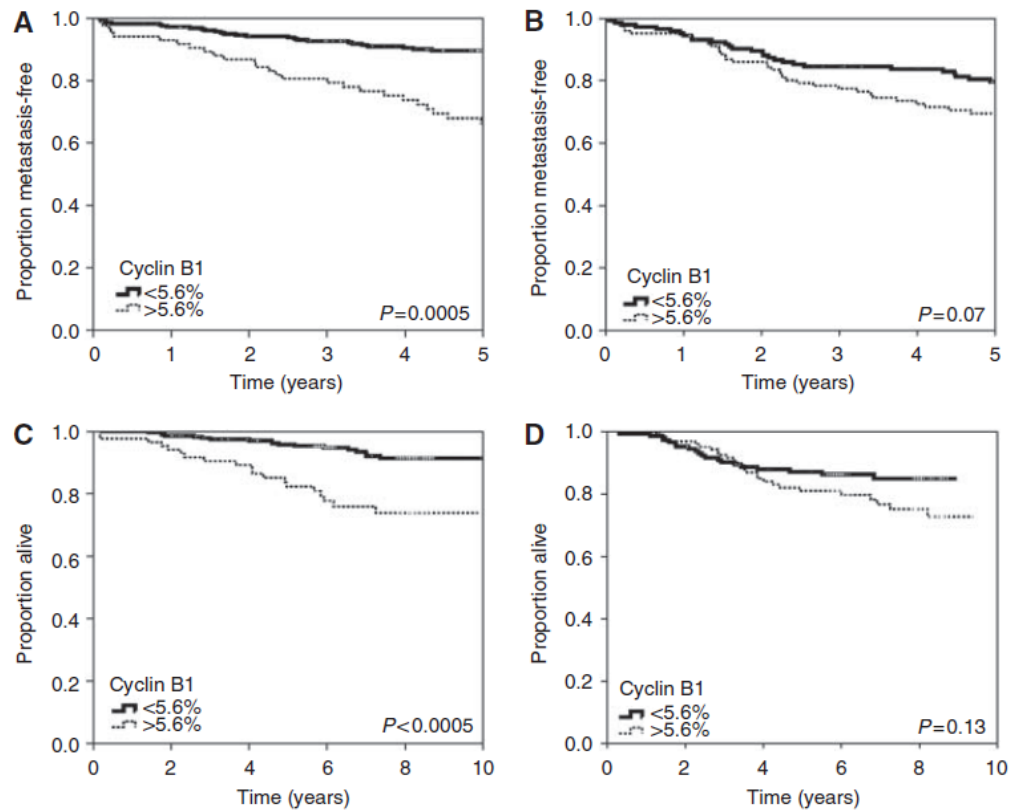 A
Proportion metastasis-free
1.0
0.8
0.6
0.4
0.2
0.0
Cyclin B1
<5.6%
>5.6%
P=0.0005
0 1 2 3 4 5
Time (years)
B
Proportion metastasis-free
1.0
0.8
0.6
0.4
0.2
0.0
Cyclin B1
<5.6%
>5.6%
P=0.07
0 1 2 3 4 5
Time (years)
C
Proportion alive
1.0
0.8
0.6
0.4
0.2
0.0
Cyclin B1
<5.6%
>5.6%
P<0.0005
0 2 4 6 8 10
Time (years)
D
Proportion alive
1.0
0.8
0.6
0.4
0.2
0.0
Cyclin B1
<5.6%
>5.6%
P=0.13
0 2 4 6 8 10
Time (years)